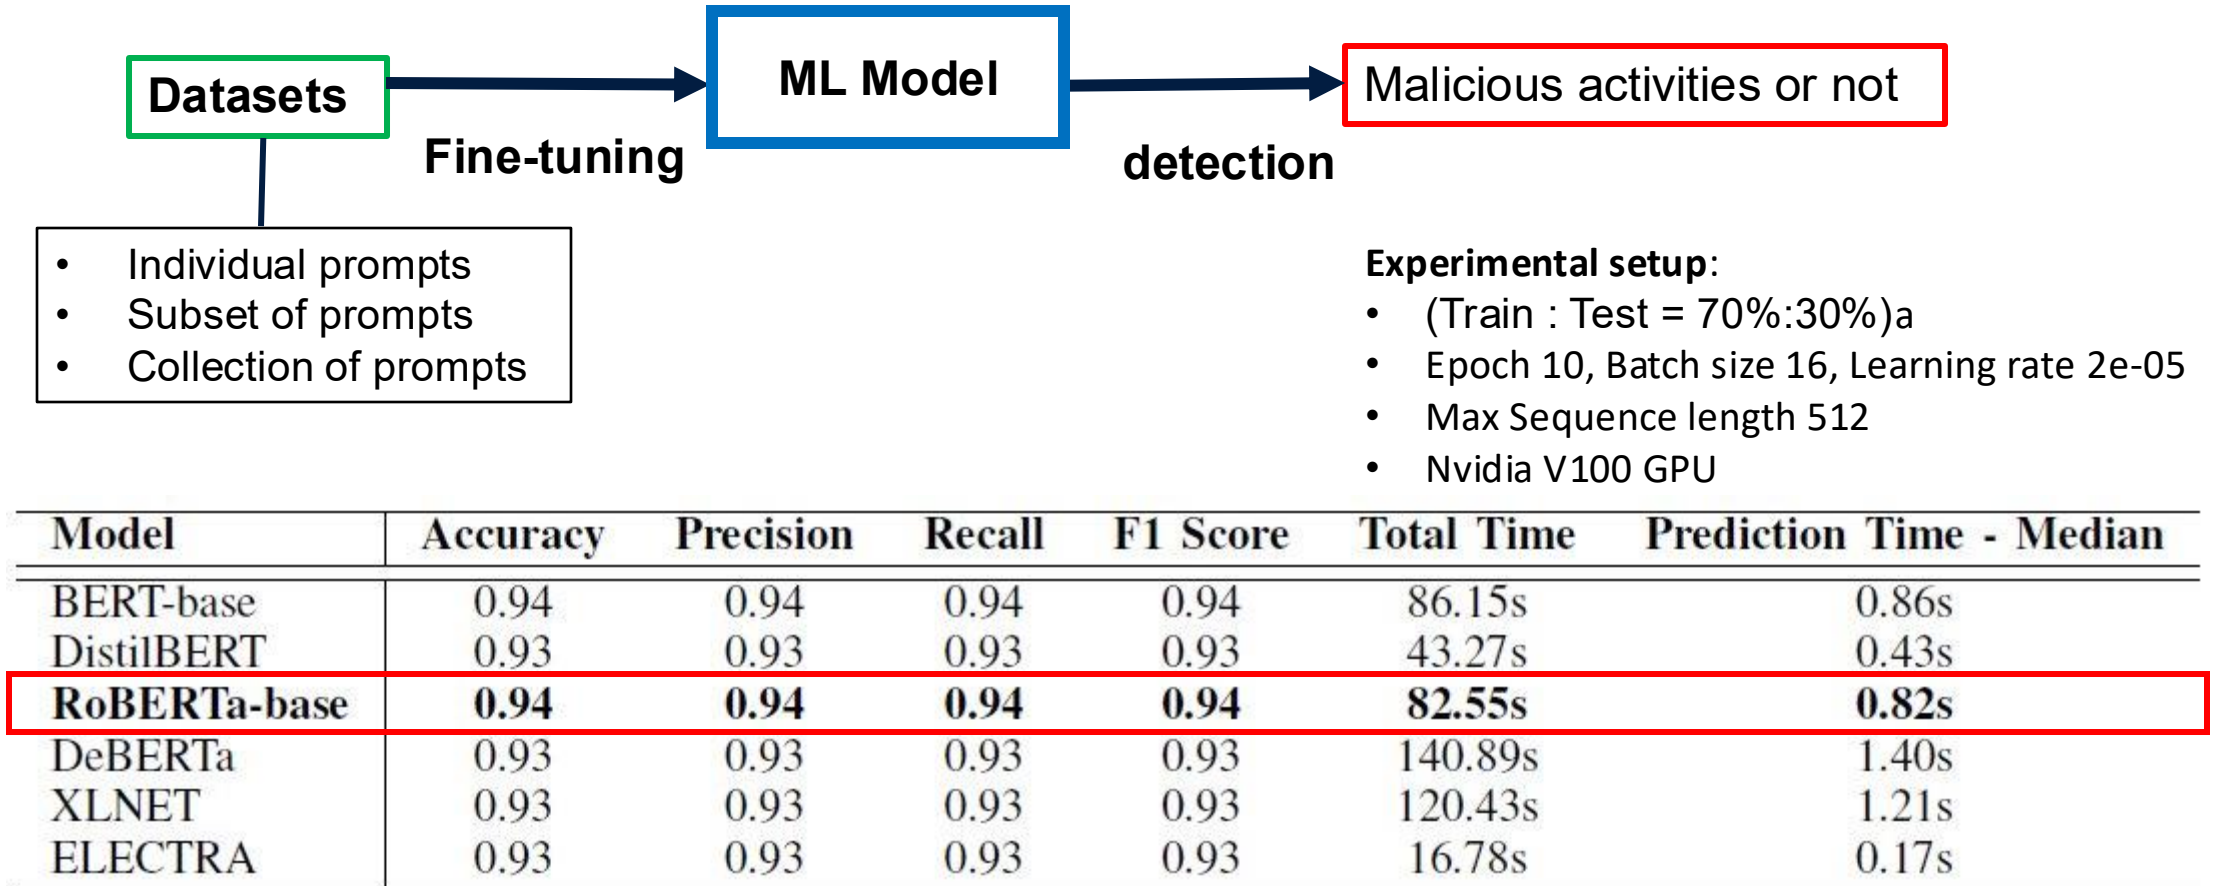 Datasets
Fine-tuning
ML Model
detection
Malicious activities or not
• Individual prompts
• Subset of prompts
• Collection of prompts
Experimental setup:
• (Train : Test = 70%:30%)a
• Epoch 10, Batch size 16, Learning rate 2e-05
• Max Sequence length 512
• Nvidia V100 GPU
Model Accuracy Precision Recall F1 Score Total Time Prediction Time - Median
BERT-base 0.94 0.94 0.94 0.94 86.15s 0.86s
DistilBERT 0.93 0.93 0.93 0.93 43.27s 0.43s
RoBERTa-base 0.94 0.94 0.94 0.94 82.55s 0.82s
DeBERTa 0.93 0.93 0.93 0.93 140.89s 1.40s
XLNET 0.93 0.93 0.93 0.93 120.43s 1.21s
ELECTRA 0.93 0.93 0.93 0.93 16.78s 0.17s